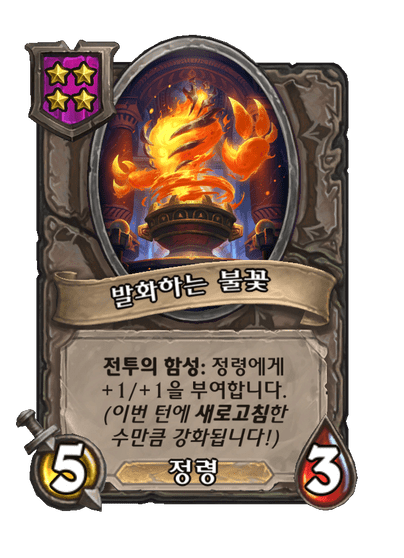 발화하는 불꽃
전투의 함성: 정령에게
+1/+1을 부여합니다.
(이번 턴에 새로고침한
수만큼 강화됩니다!)
5
정령
3